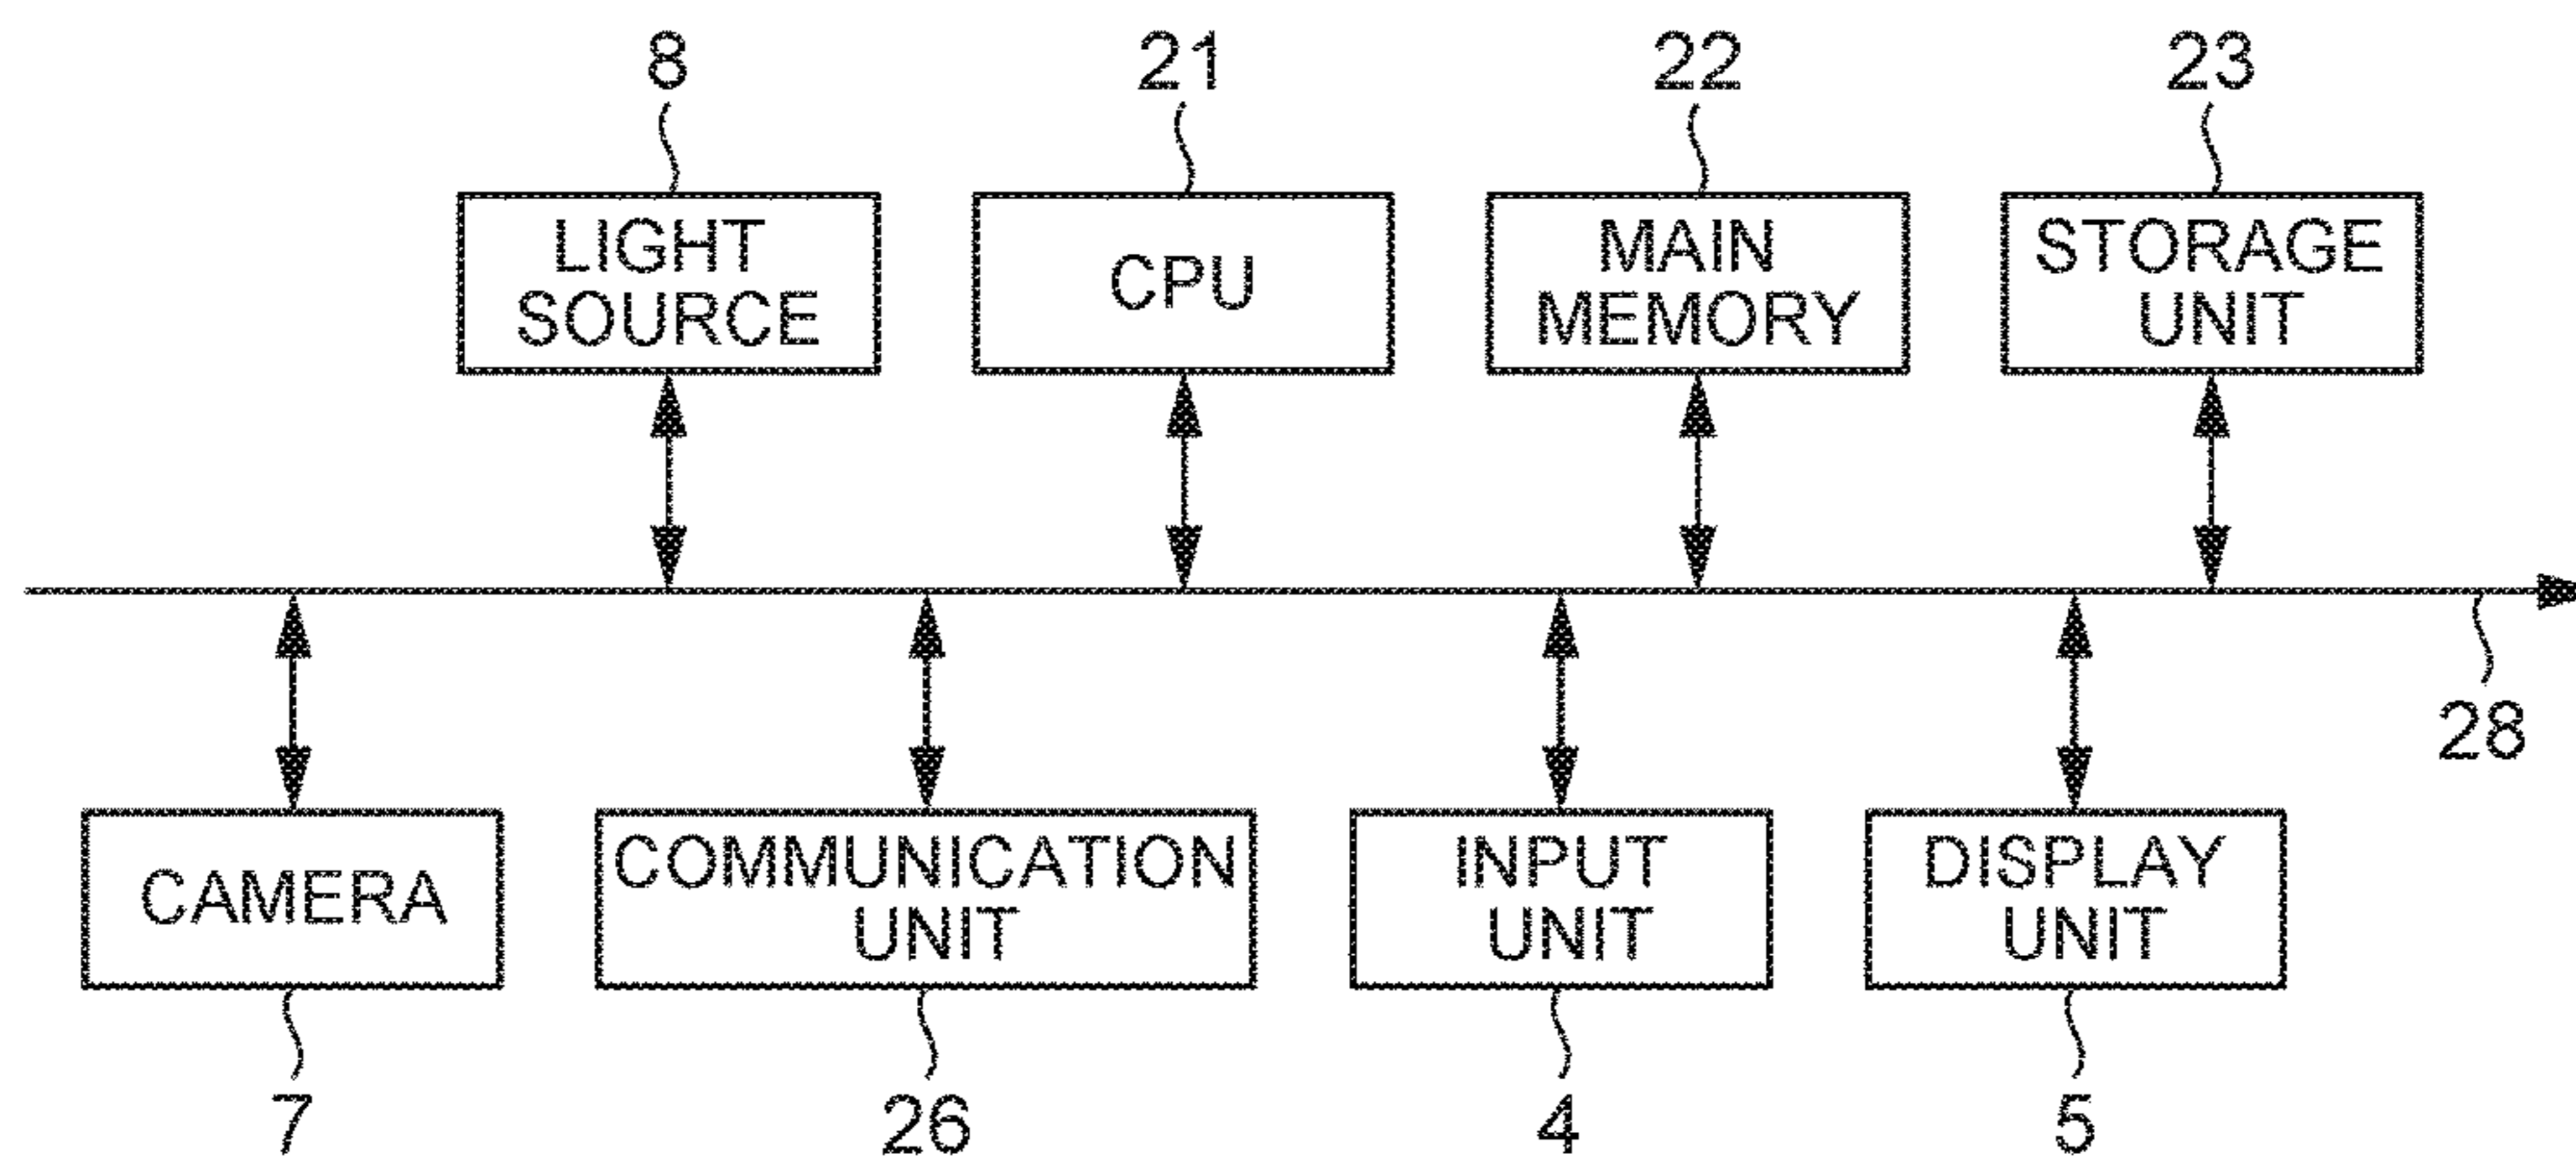 8
21
22
23
LIGHT
SOURCE
CPU
MAIN
MEMORY
STORAGE
UNIT
28
CAMERA
COMMUNICATION
UNIT
INPUT
UNIT
DISPLAY
UNIT
7
26
4
5